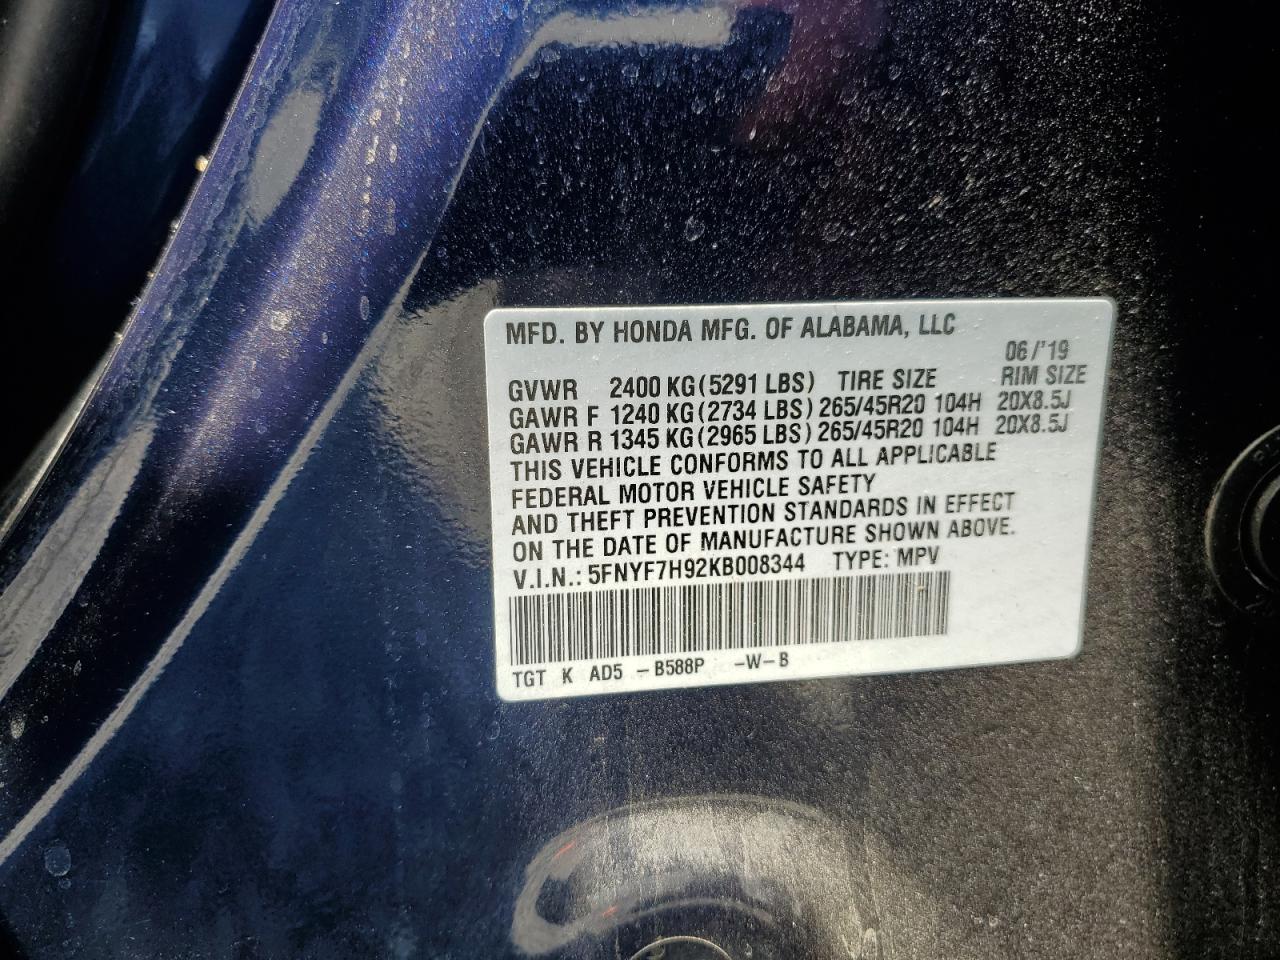 MFD. BY HONDA MFG. OF ALABAMA, LLC
06/'19
GVWR 2400 KG (5291 LBS) TIRE SIZE RIM SIZE
GAWR F 1240 KG (2734 LBS) 265/45R20 104H 20X8.5J
GAWR R 1345 KG (2965 LBS) 265/45R20 104H 20X8.5J
THIS VEHICLE CONFORMS TO ALL APPLICABLE
FEDERAL MOTOR VEHICLE SAFETY
AND THEFT PREVENTION STANDARDS IN EFFECT
ON THE DATE OF MANUFACTURE SHOWN ABOVE.
V.I.N.: 5FNYF7H92KB008344 TYPE: MPV
TGT K AD5 - B588P -W-B